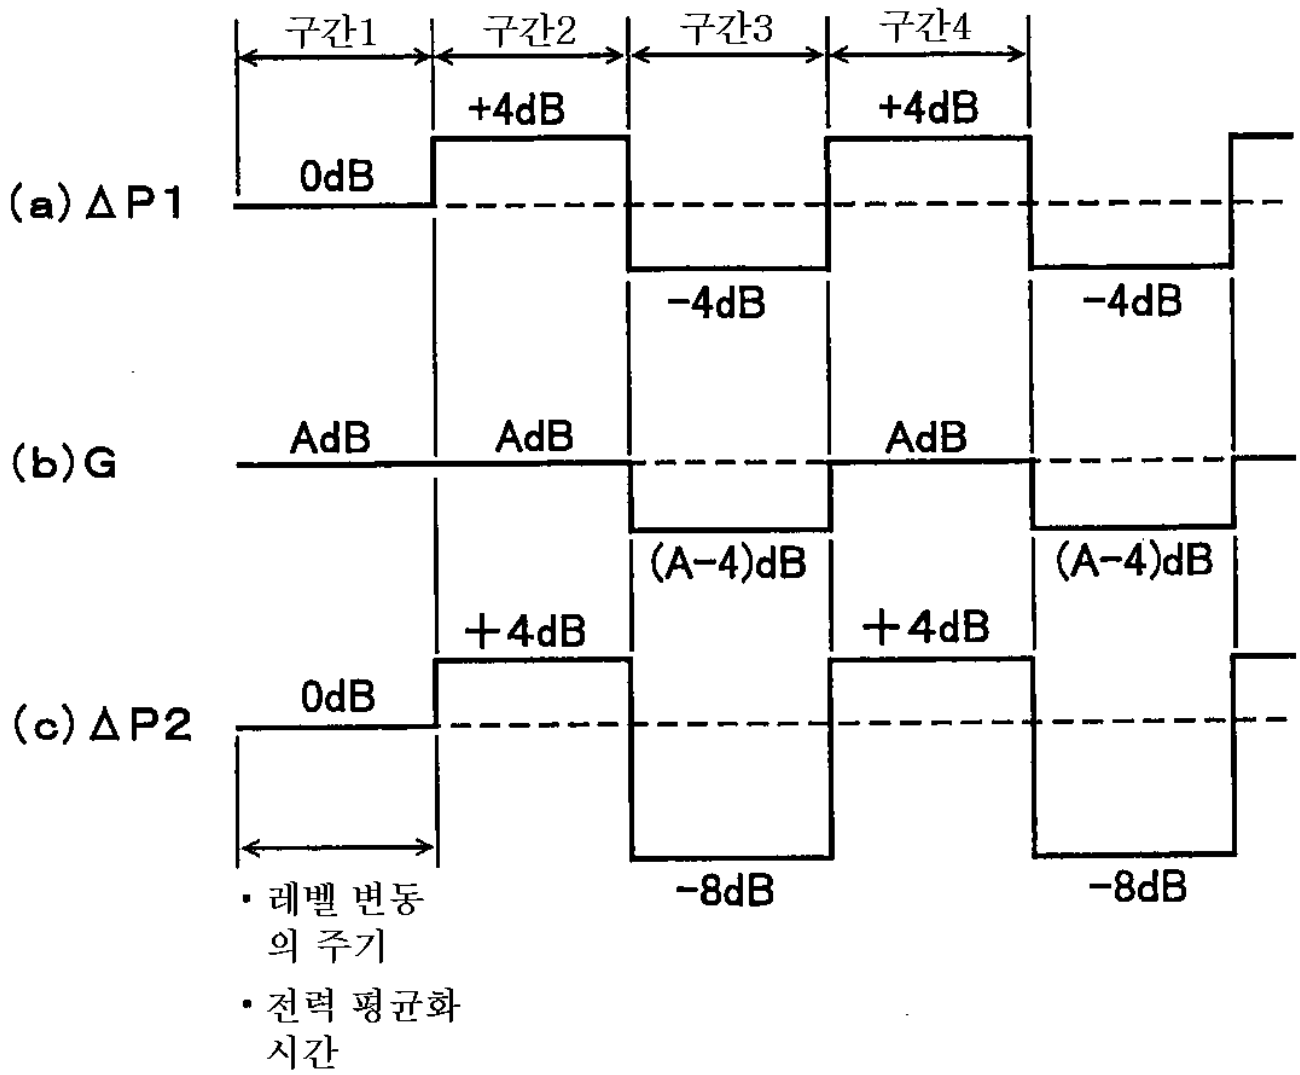 구간1 구간2 구간3 구간4
+4dB +4dB
(a) ΔP1 0dB
-4dB -4dB
(b) G AdB AdB AdB
(A-4)dB (A-4)dB
+4dB +4dB
(c) ΔP2 0dB
-8dB -8dB
・레벨 변동
의 주기
・전력 평균화
시간